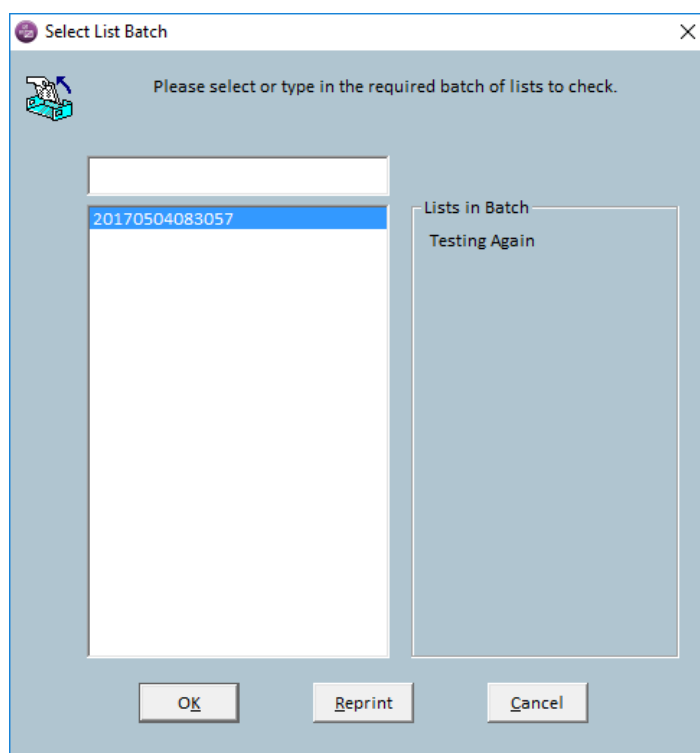 Select List Batch
Please select or type in the required batch of lists to check.
20170504083057
Lists in Batch
Testing Again
OK
Reprint
Cancel